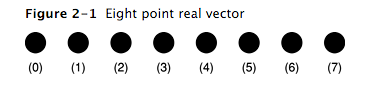 Figure 2-1 Eight point real vector
(0) (1) (2) (3) (4) (5) (6) (7)